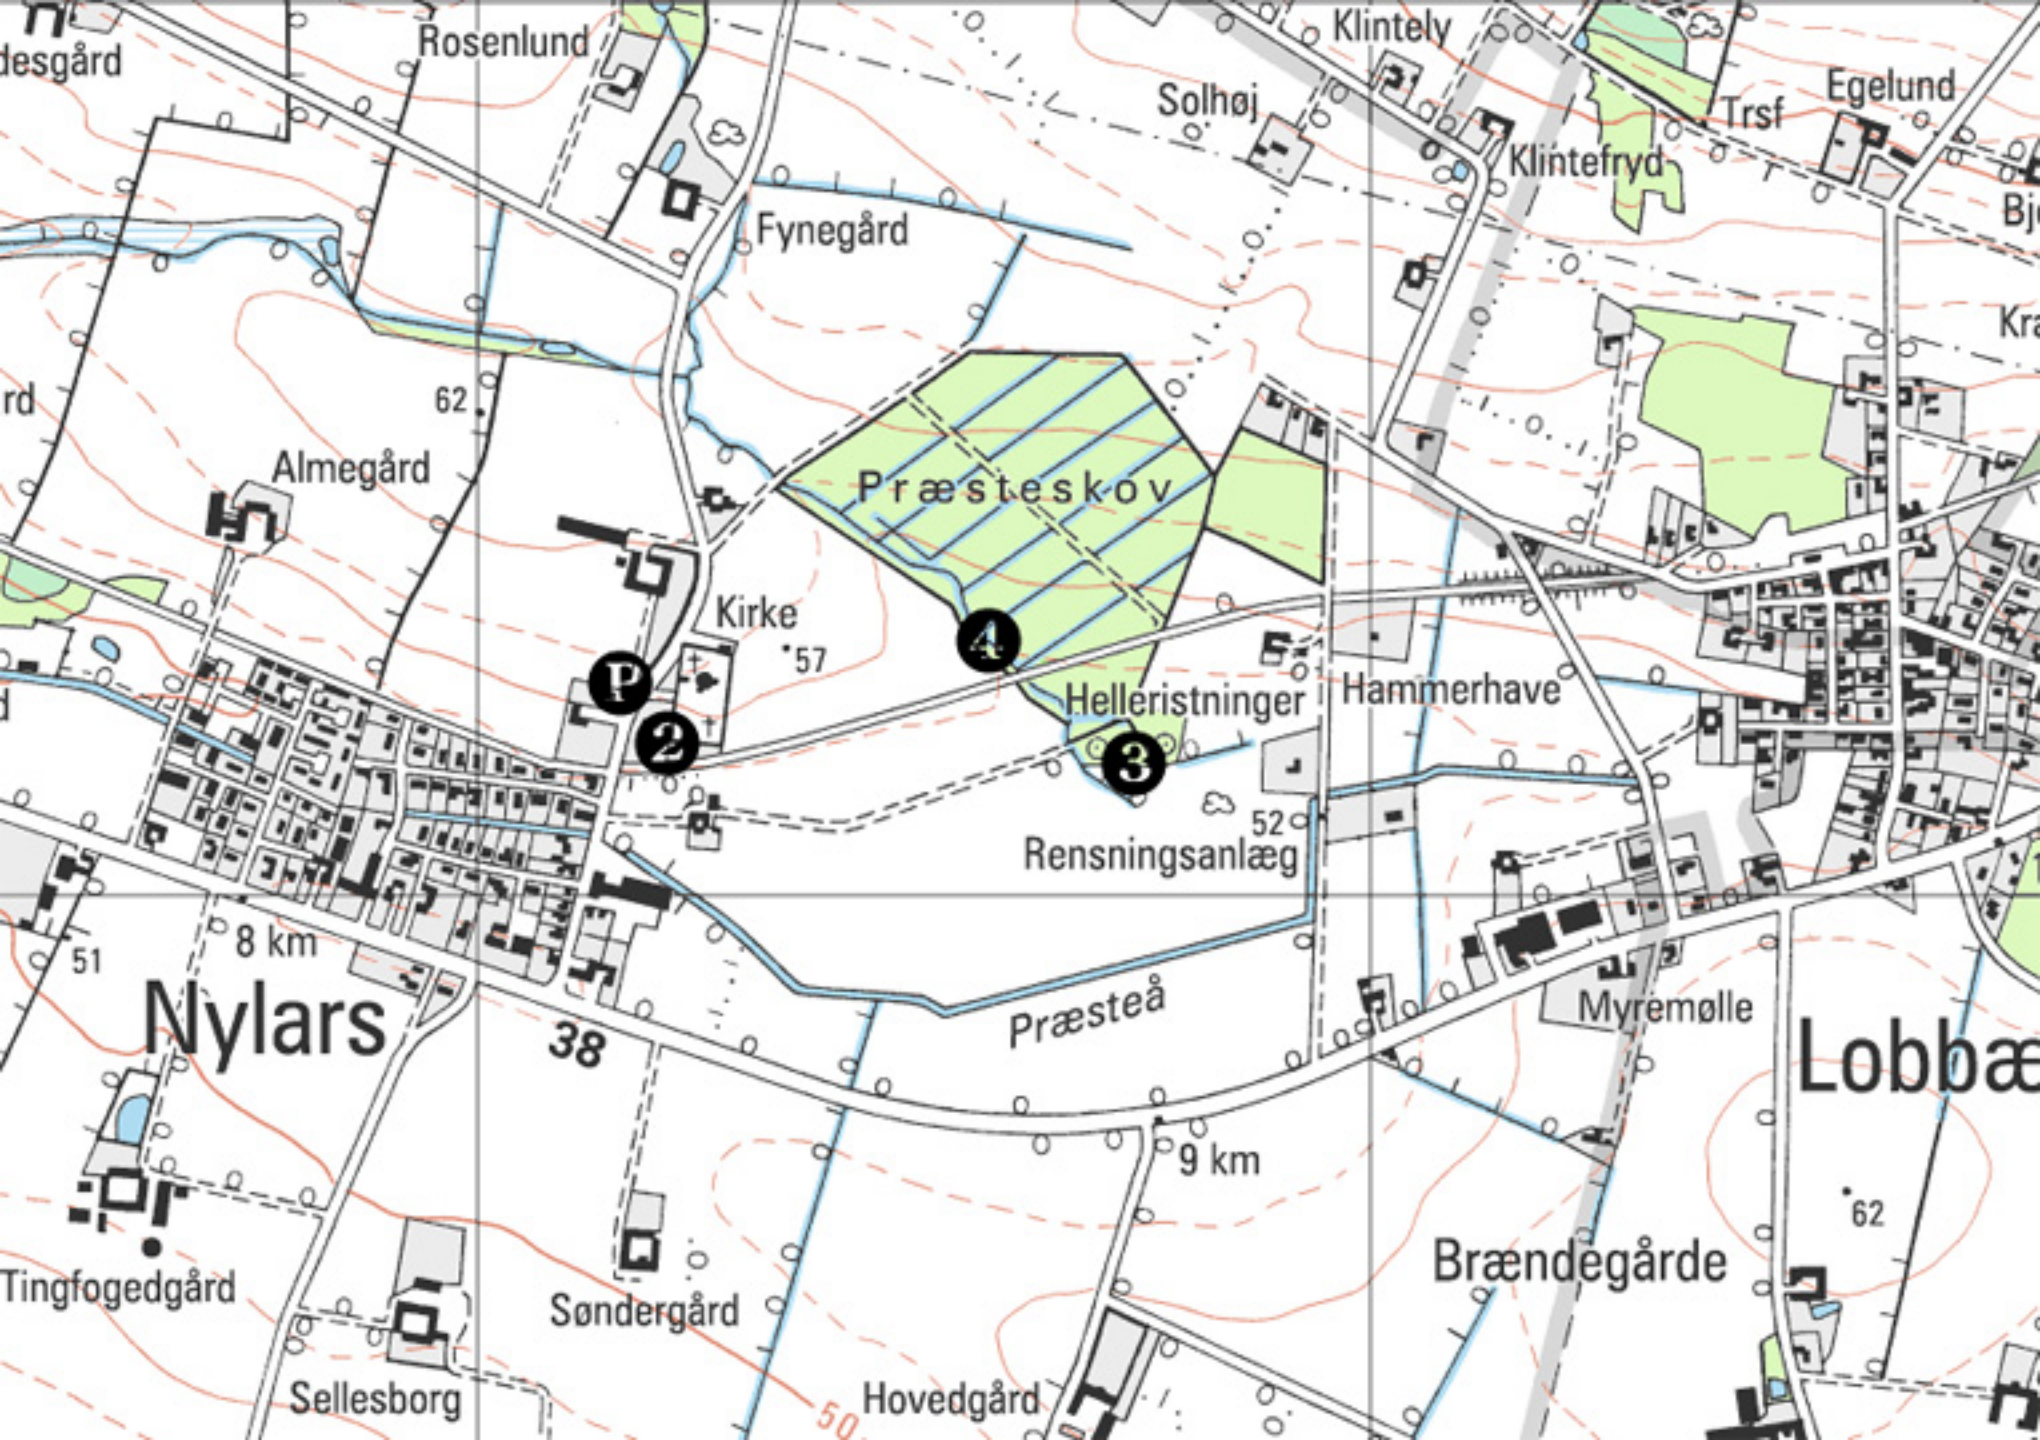 Rosenlund
Klintely
desgård
Solhøj
Egelund
Trsf
Klintefryd
Fynegård
62
rd
Almegård
Præsteskov
Kirke
57
4
P
2
Helleristninger
Hammerhave
3
52
Rensningsanlæg
8 km
51
Nylars
38
Præsteå
Myremølle
Lobbæ
9 km
62
Brændegårde
Tingfogedgård
Søndergård
Sellesborg
Hovedgård
50